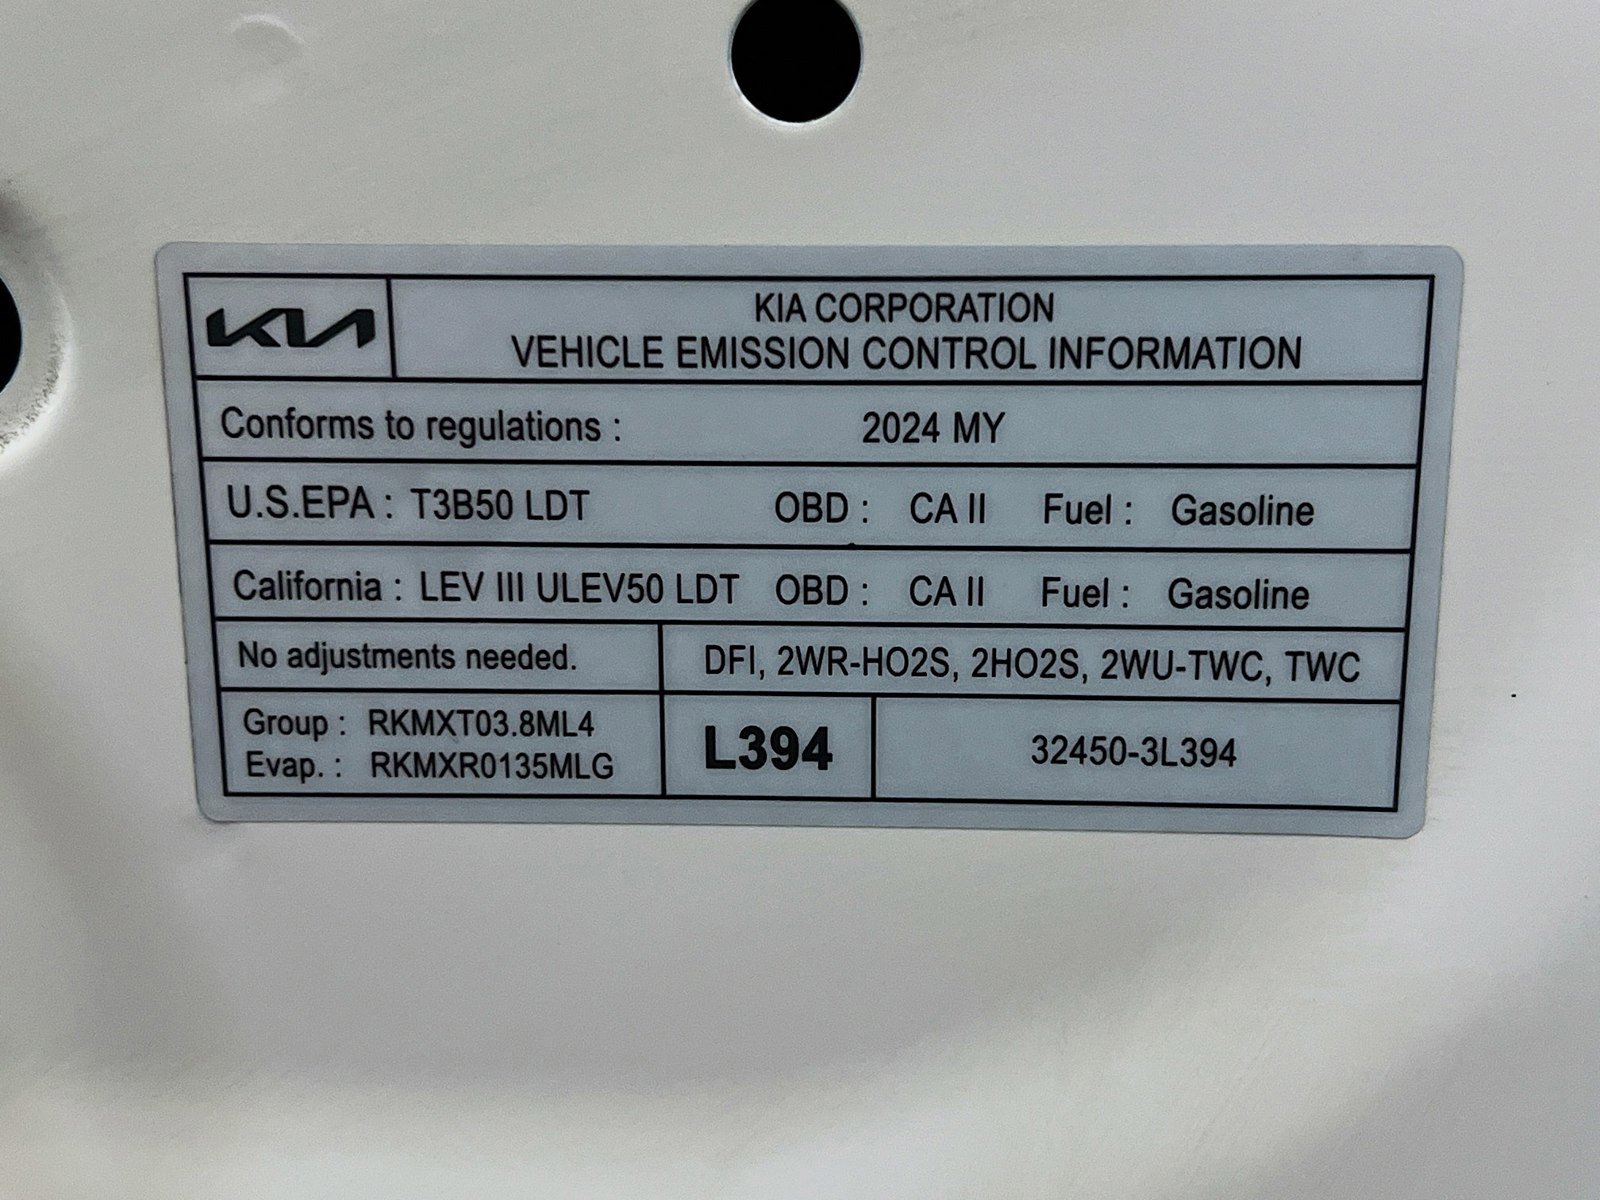 KIA
KIA CORPORATION
VEHICLE EMISSION CONTROL INFORMATION
Conforms to regulations : 2024 MY
U.S.EPA : T3B50 LDT OBD : CA II Fuel : Gasoline
California : LEV III ULEV50 LDT OBD : CA II Fuel : Gasoline
No adjustments needed. DFI, 2WR-HO2S, 2HO2S, 2WU-TWC, TWC
Group : RKMXT03.8ML4
Evap. : RKMXR0135MLG
L394
32450-3L394